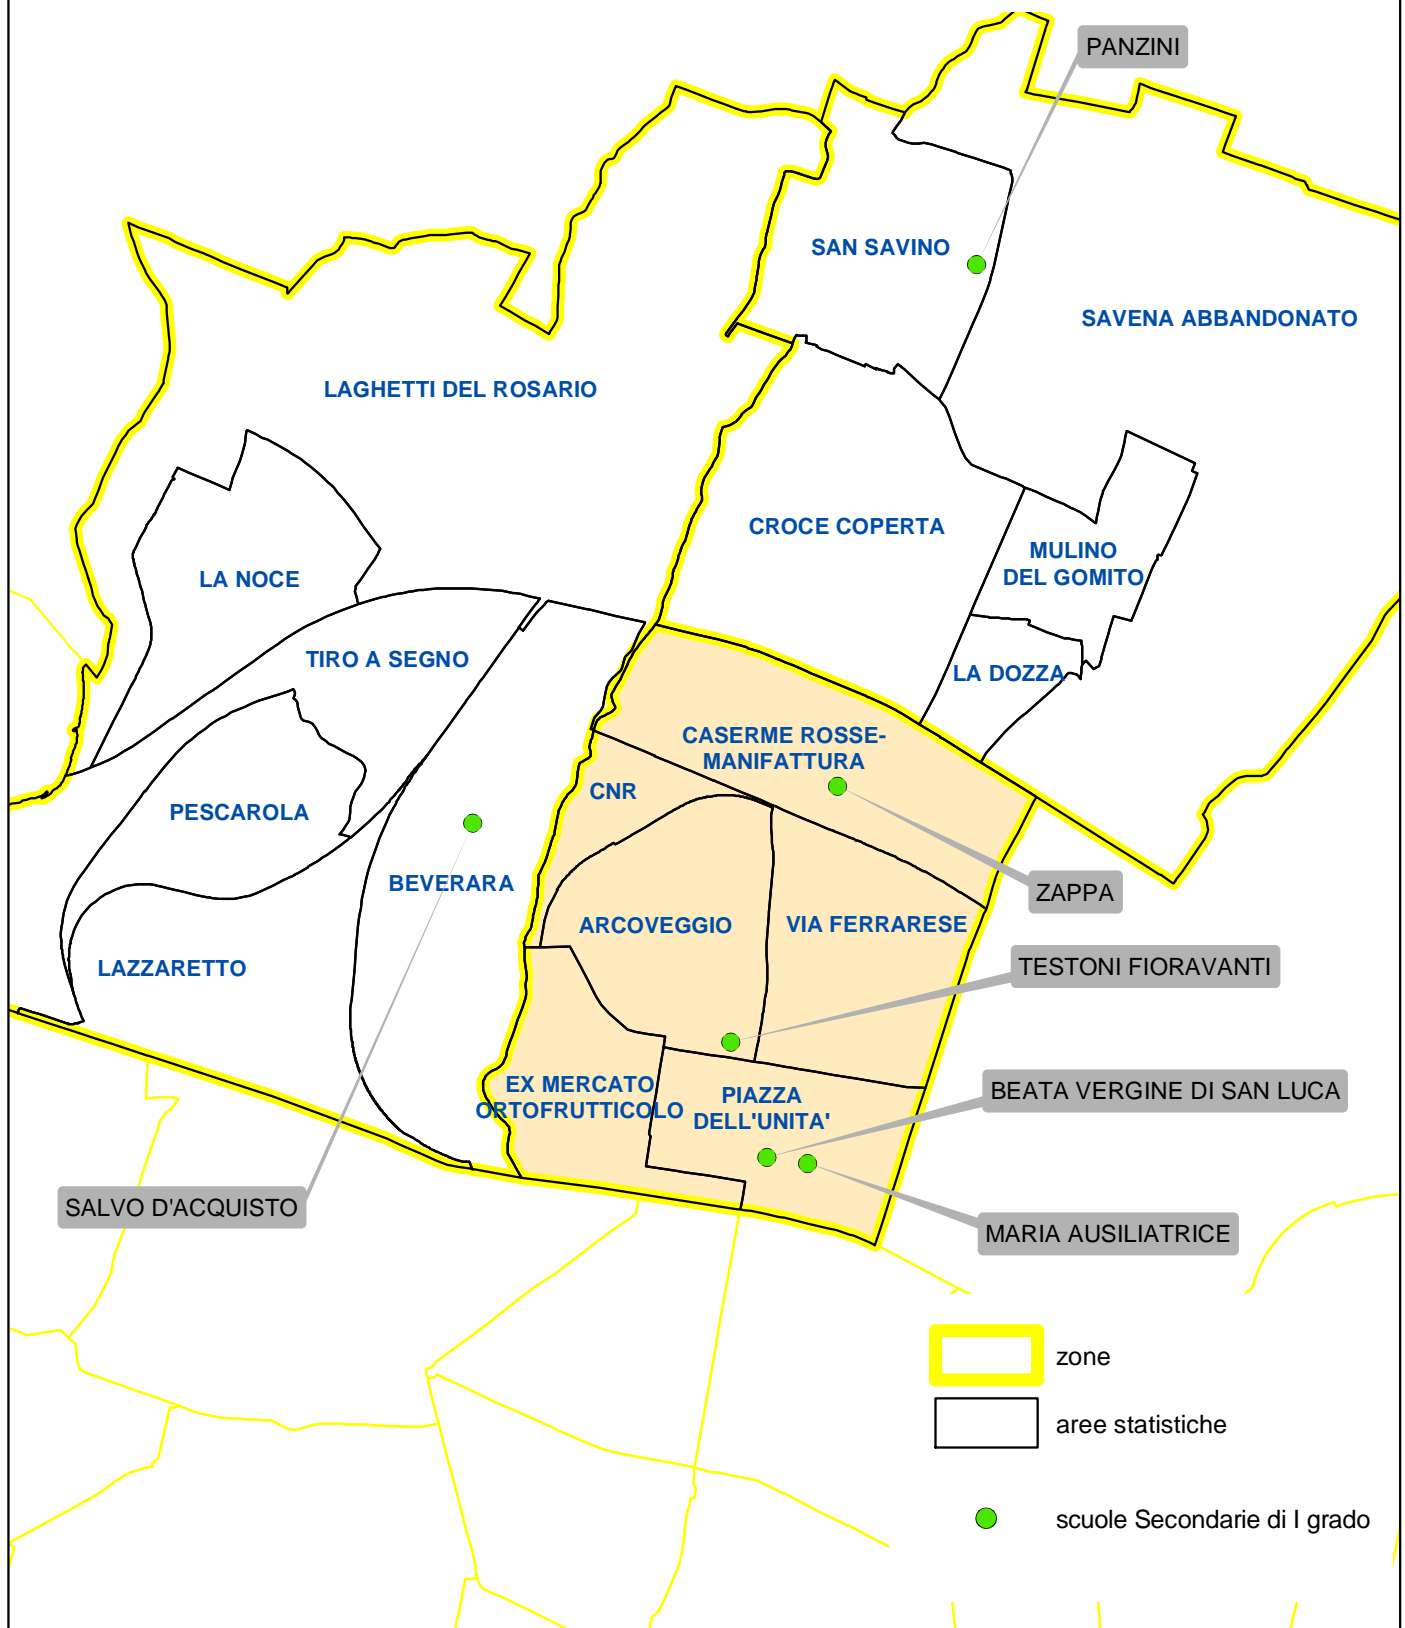 PANZINI
SAN SAVINO
SAVENA ABBANDONATO
LAGHETTI DEL ROSARIO
CROCE COPERTA
MULINO
DEL GOMITO
LA NOCE
TIRO A SEGNO
LA DOZZA
CASERME ROSSE-
MANIFATTURA
CNR
PESCAROLA
BEVERARA
ZAPPA
ARCOVEGGIO
VIA FERRARESE
LAZZARETTO
TESTONI FIORAVANTI
EX MERCATO
ORTOFRUTTICOLO
PIAZZA
DELL'UNITA'
BEATA VERGINE DI SAN LUCA
SALVO D'ACQUISTO
MARIA AUSILIATRICE
zone
aree statistiche
scuole Secondarie di I grado